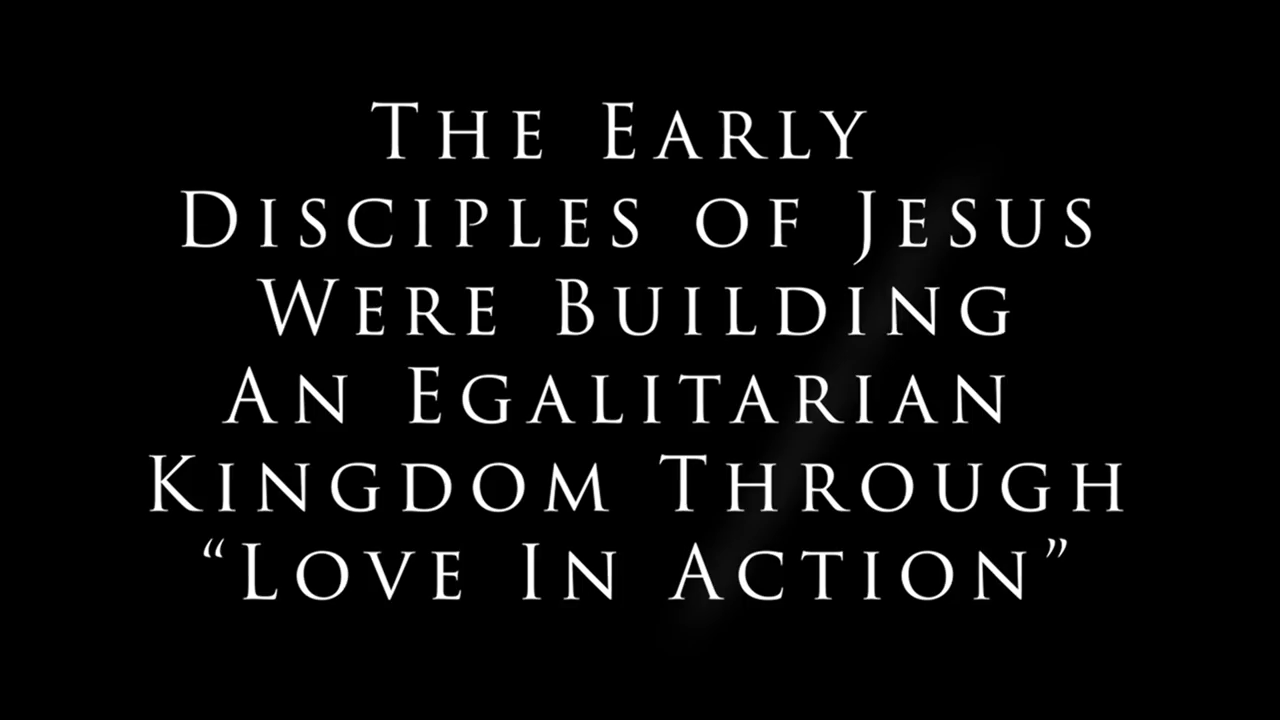 The Early
Disciples of Jesus
Were Building
An Egalitarian
Kingdom Through
“Love In Action”